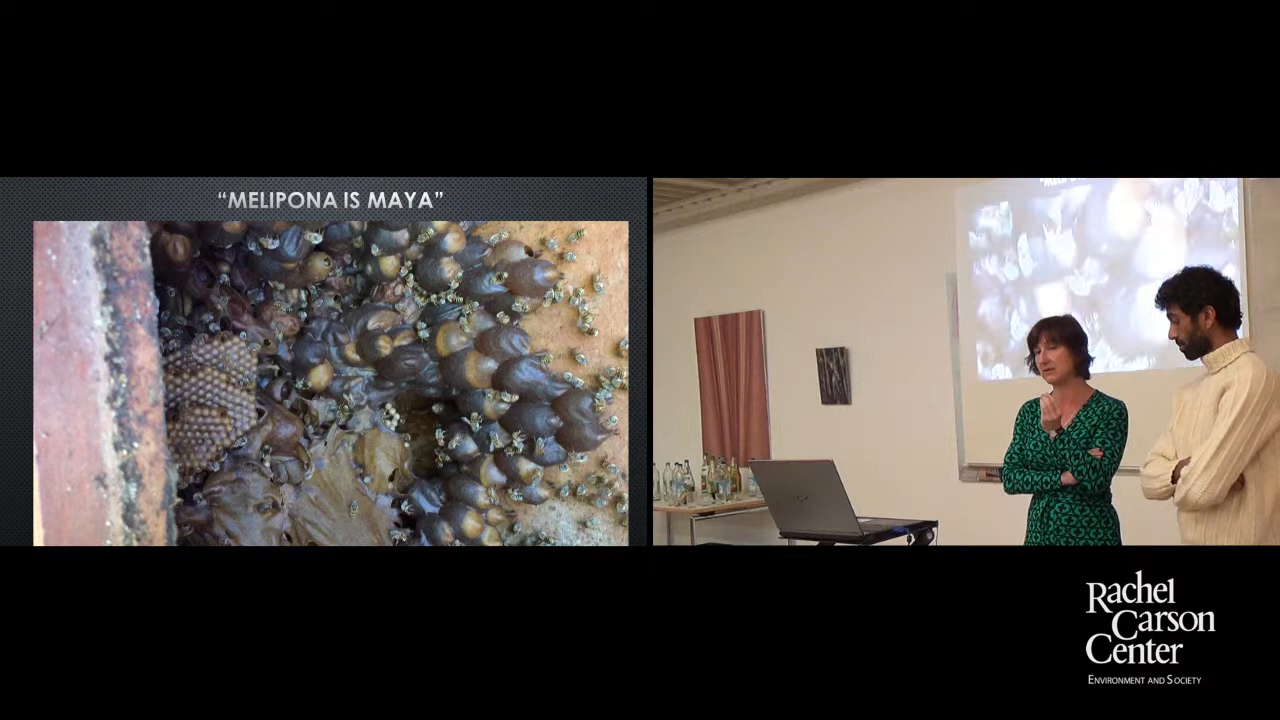 “MELIPONA IS MAYA”
Rachel
Carson
Center
ENVIRONMENT AND SOCIETY